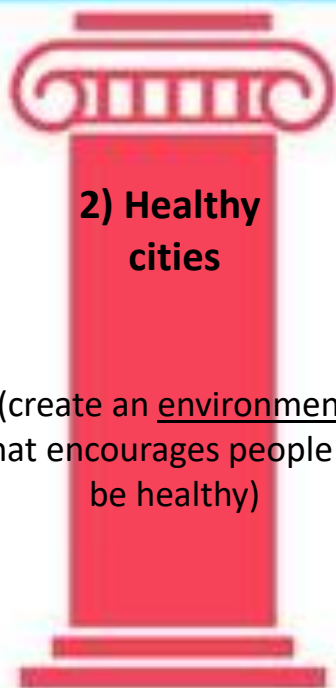 2) Healthy
cities
(create an environmen
hat encourages people
be healthy)